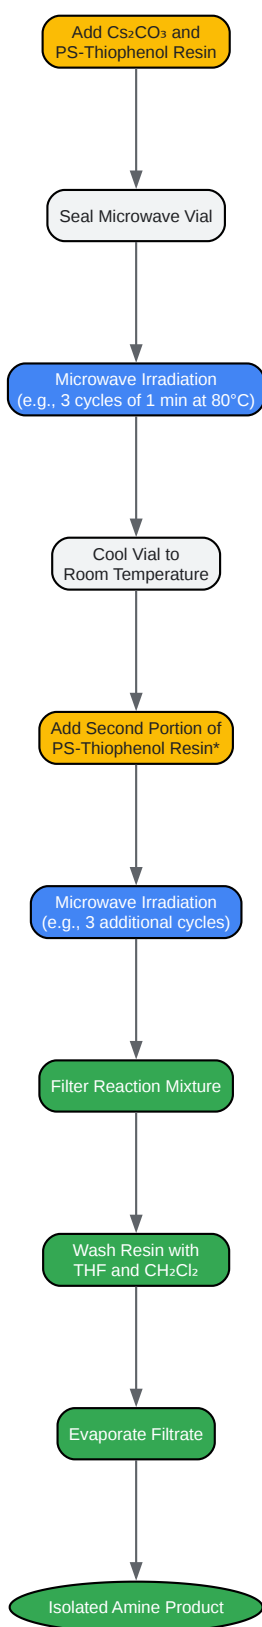 Add Cs₂CO₃ and
PS-Thiophenol Resin
Seal Microwave Vial
Microwave Irradiation
(e.g., 3 cycles of 1 min at 80°C)
Cool Vial to
Room Temperature
Add Second Portion of
PS-Thiophenol Resin*
Microwave Irradiation
(e.g., 3 additional cycles)
Filter Reaction Mixture
Wash Resin with
THF and CH₂Cl₂
Evaporate Filtrate
Isolated Amine Product